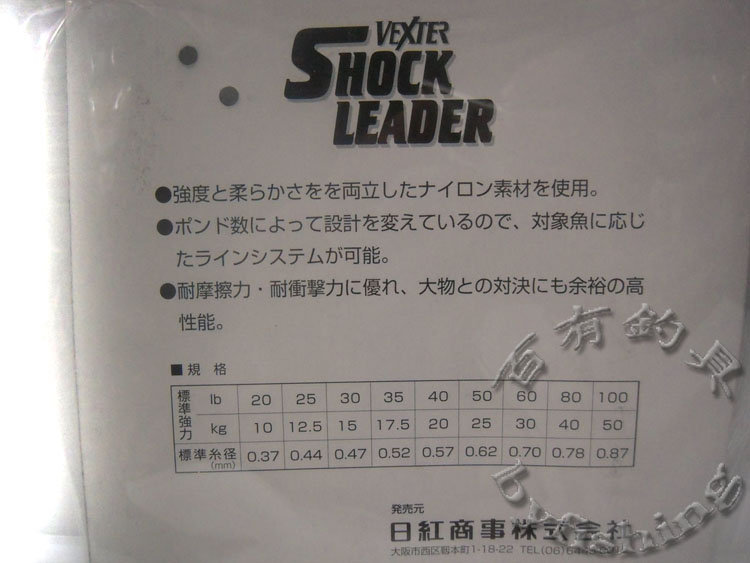 VEXTER
SHOCK
LEADER
●強度と柔らかさをを両立したナイロン素材を使用。
●ポンド数によって設計を変えているので、対象魚に応じ
たラインシステムが可能。
●耐摩擦力・耐衝撃力に優れ、大物との対決にも余裕の高
性能。
■規 格
標準強力 lb 20 25 30 35 40 50 60 80 100
kg 10 12.5 15 17.5 20 25 30 40 50
標準糸径(mm) 0.37 0.44 0.47 0.52 0.57 0.62 0.70 0.78 0.87
百有釣具
発売元
日紅商事株式会社
大阪市西区靱本町1-18-22 TEL(06)